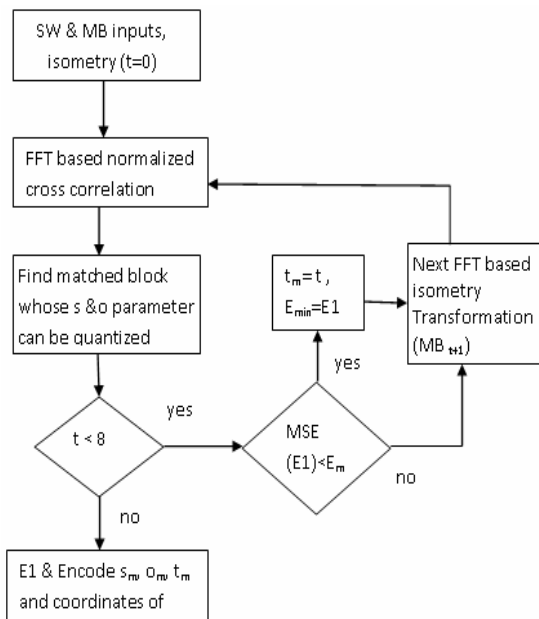 SW & MB inputs,
isometry (t=0)
FFT based normalized
cross correlation
Find matched block
whose s &o parameter
can be quantized
t < 8
yes
no
MSE
(E1)<Em
yes
no
tm= t ,
Emin=E1
Next FFT based
isometry
Transformation
(MB t+1)
E1 & Encode sm, om, tm
and coordinates of